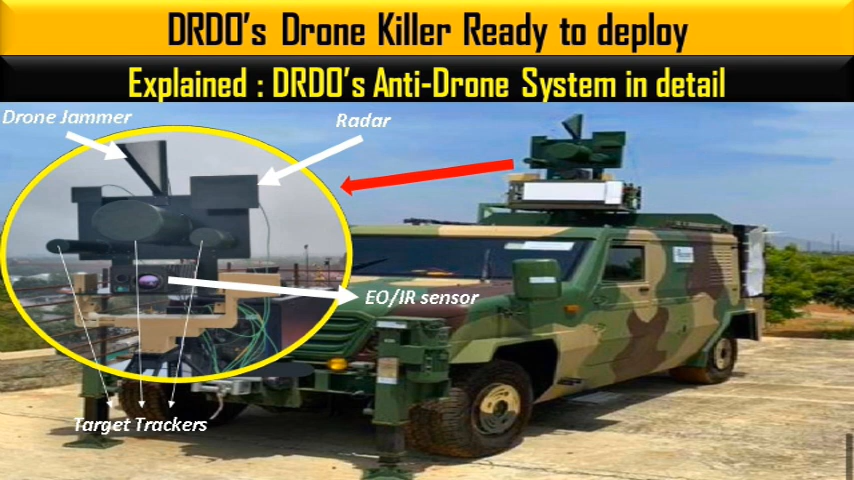 DRDO's Drone Killer Ready to deploy
Explained : DRDO's Anti-Drone System in detail
Drone Jammer
Radar
EO/IR sensor
Target Trackers